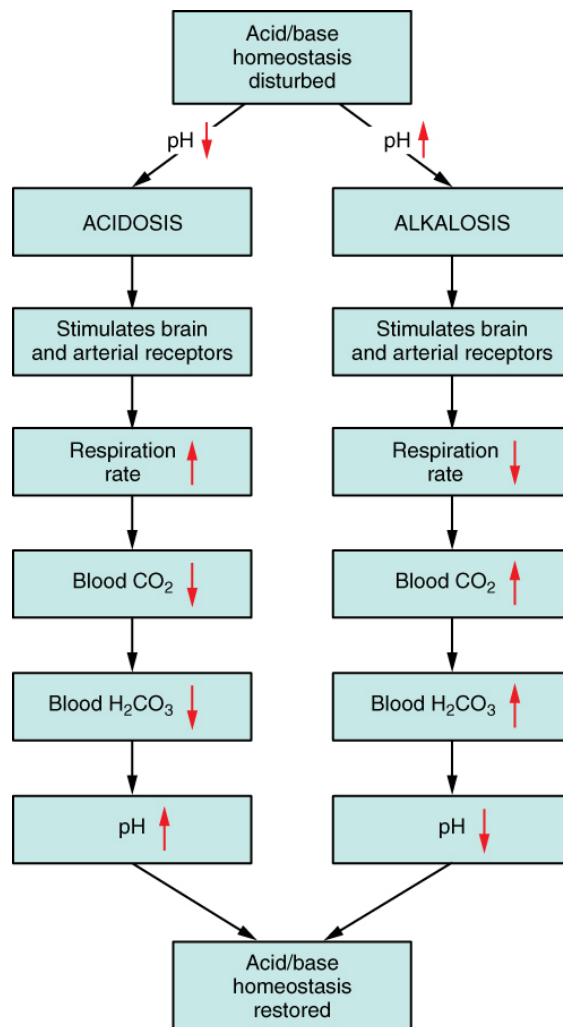 Acid/base
homeostasis
disturbed
pH ↓
pH ↑
ACIDOSIS
ALKALOSIS
Stimulates brain
and arterial receptors
Stimulates brain
and arterial receptors
Respiration
rate ↑
Respiration
rate ↓
Blood CO₂ ↓
Blood CO₂ ↑
Blood H₂CO₃ ↓
Blood H₂CO₃ ↑
pH ↑
pH ↓
Acid/base
homeostasis
restored